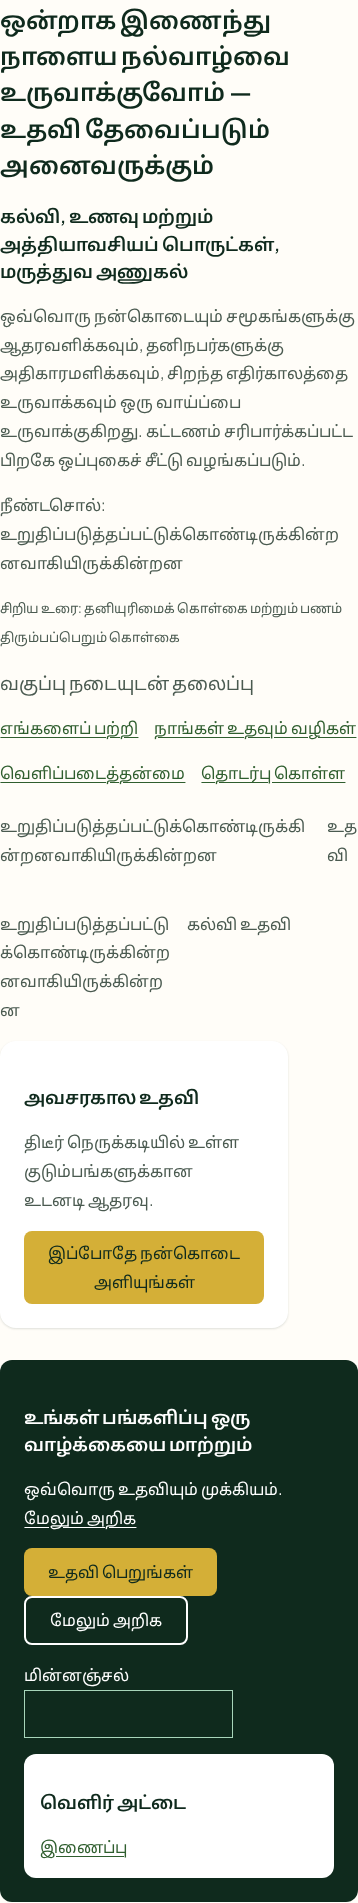 ஒன்றாக இணைந்து
நாளைய நல்வாழ்வை
உருவாக்குவோம் —
உதவி தேவைப்படும்
அனைவருக்கும்
கல்வி, உணவு மற்றும்
அத்தியாவசியப் பொருட்கள்,
மருத்துவ அணுகல்
ஒவ்வொரு நன்கொடையும் சமூகங்களுக்கு
ஆதரவளிக்கவும், தனிநபர்களுக்கு
அதிகாரமளிக்கவும், சிறந்த எதிர்காலத்தை
உருவாக்கவும் ஒரு வாய்ப்பை
உருவாக்குகிறது. கட்டணம் சரிபார்க்கப்பட்ட
பிறகே ஒப்புகைச் சீட்டு வழங்கப்படும்.
நீண்டசொல்:
உறுதிப்படுத்தப்பட்டுக்கொண்டிருக்கின்ற
னவாகியிருக்கின்றன
சிறிய உரை: தனியுரிமைக் கொள்கை மற்றும் பணம்
திரும்பப்பெறும் கொள்கை
வகுப்பு நடையுடன் தலைப்பு
எங்களைப் பற்றி நாங்கள் உதவும் வழிகள்
வெளிப்படைத்தன்மை தொடர்பு கொள்ள
உறுதிப்படுத்தப்பட்டுக்கொண்டிருக்கி உத
ன்றனவாகியிருக்கின்றன வி
உறுதிப்படுத்தப்பட்டு கல்வி உதவி
க்கொண்டிருக்கின்ற
னவாகியிருக்கின்ற
ன
அவசரகால உதவி
திடீர் நெருக்கடியில் உள்ள
குடும்பங்களுக்கான
உடனடி ஆதரவு.
இப்போதே நன்கொடை
அளியுங்கள்
உங்கள் பங்களிப்பு ஒரு
வாழ்க்கையை மாற்றும்
ஒவ்வொரு உதவியும் முக்கியம்.
மேலும் அறிக
உதவி பெறுங்கள்
மேலும் அறிக
மின்னஞ்சல்
வெளிர் அட்டை
இணைப்பு